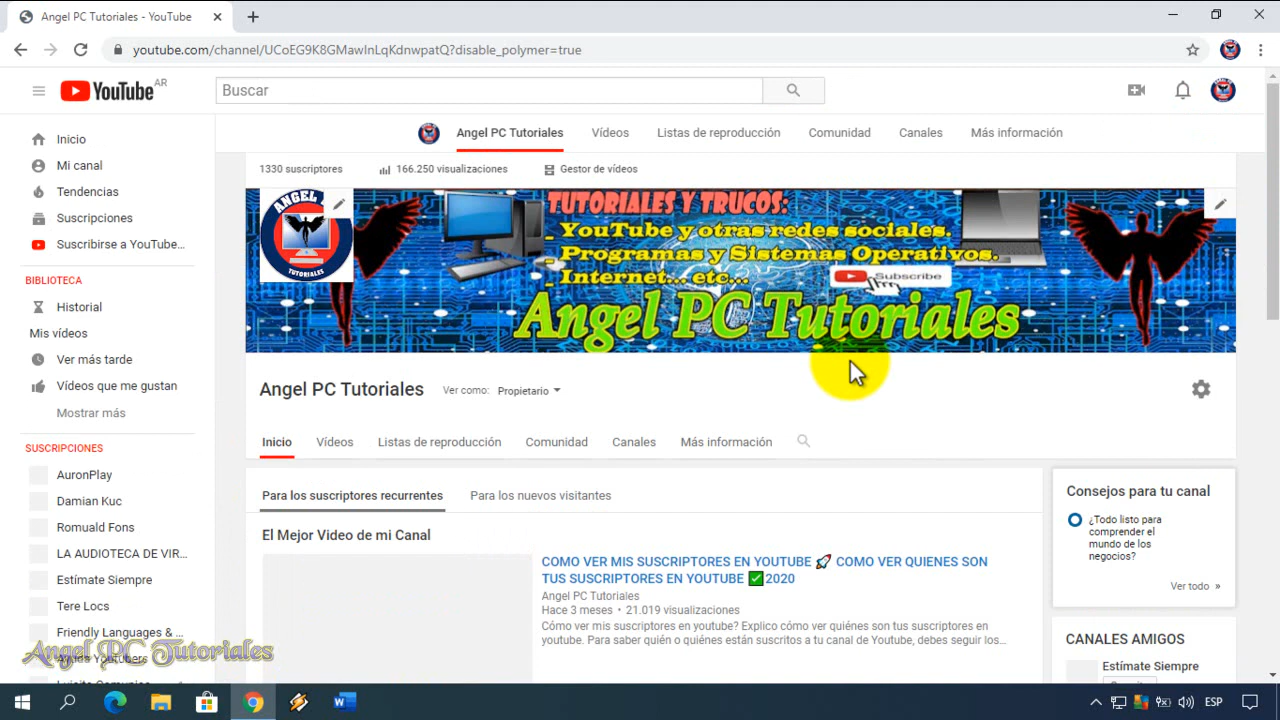 Angel PC Tutoriales - YouTube
youtube.com/channel/UCoEG9K8GMawInLqKdnwpatQ?disable_polymer=true
YouTube AR
Buscar
Angel PC Tutoriales Vídeos Listas de reproducción Comunidad Canales Más información
Inicio
Mi canal
Tendencias
Suscripciones
Suscribirse a YouTube...
BIBLIOTECA
Historial
Mis vídeos
Ver más tarde
Vídeos que me gustan
Mostrar más
SUSCRIPCIONES
AuronPlay
Damian Kuc
Romuald Fons
LA AUDIOTECA DE VIR...
Estímate Siempre
Tere Locs
Friendly Languages & ...
Angel PC Tutoriales
1330 suscriptores 166.250 visualizaciones Gestor de vídeos
ANGEL
TUTORIALES
TUTORIALES Y TRUCOS:
_ YouTube y otras redes sociales.
_ Programas y Sistemas Operativos.
_ Internet... etc...
Subscribe
Angel PC Tutoriales
Angel PC Tutoriales Ver como: Propietario
Inicio Vídeos Listas de reproducción Comunidad Canales Más información
Para los suscriptores recurrentes Para los nuevos visitantes
El Mejor Video de mi Canal
COMO VER MIS SUSCRIPTORES EN YOUTUBE 🚀 COMO VER QUIENES SON
TUS SUSCRIPTORES EN YOUTUBE ✅ 2020
Angel PC Tutoriales
Hace 3 meses • 21.019 visualizaciones
Cómo ver mis suscriptores en youtube? Explico cómo ver quiénes son tus suscriptores en
youtube. Para saber quién o quiénes están suscritos a tu canal de Youtube, debes seguir los...
Consejos para tu canal
¿Todo listo para
comprender el
mundo de los
negocios?
Ver todo »
CANALES AMIGOS
Estímate Siempre
ESP